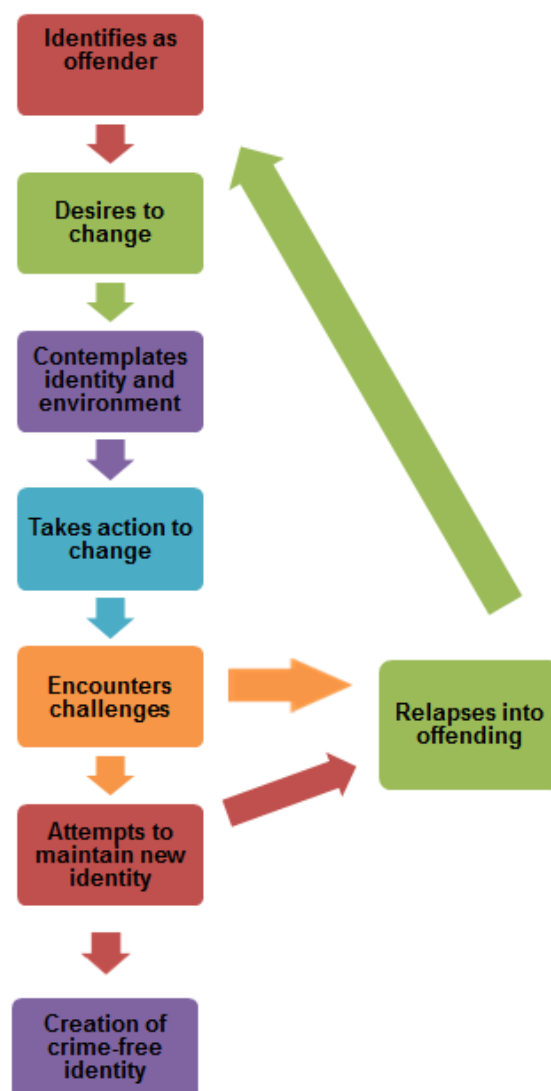 Identifies as
offender
Desires to
change
Contemplates
identity and
environment
Takes action to
change
Encounters
challenges
Relapses into
offending
Attempts to
maintain new
identity
Creation of
crime-free
identity